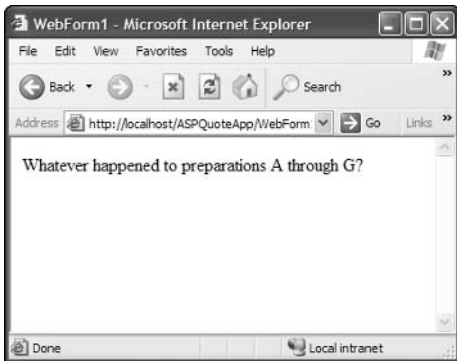 WebForm1 - Microsoft Internet Explorer
File Edit View Favorites Tools Help
Back Search »
Address http://localhost/ASPQuoteApp/WebForm Go Links »
Whatever happened to preparations A through G?
Done Local intranet